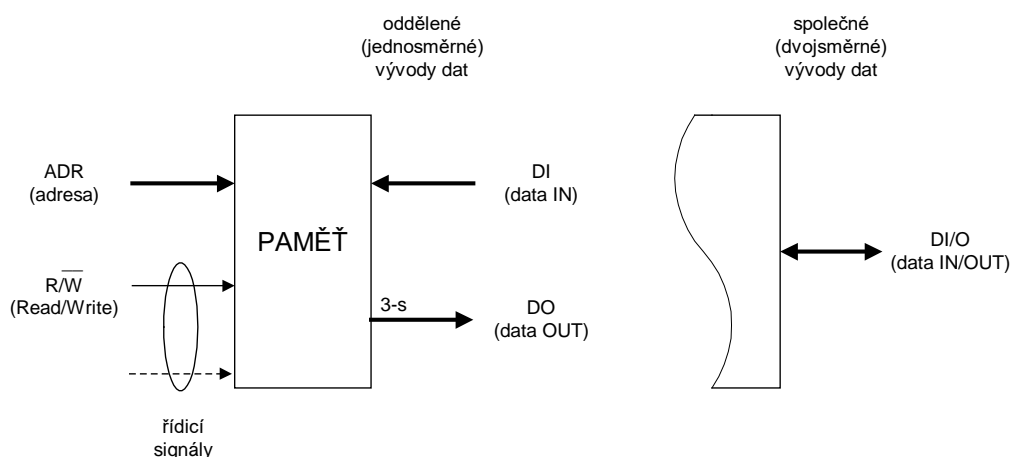 oddělené
(jednosměrné)
vývody dat
společné
(dvojsměrné)
vývody dat
ADR
(adresa)
DI
(data IN)
PAMĚŤ
DI/O
(data IN/OUT)
R/W̅
(Read/Write)
3-s
DO
(data OUT)
řídicí
signály